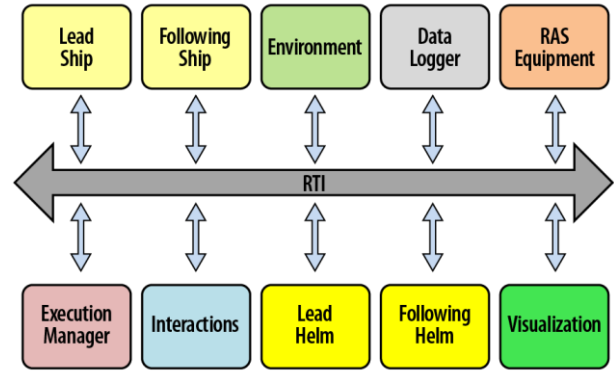 Lead
Ship
Following
Ship
Environment
Data
Logger
RAS
Equipment
RTI
Execution
Manager
Interactions
Lead
Helm
Following
Helm
Visualization